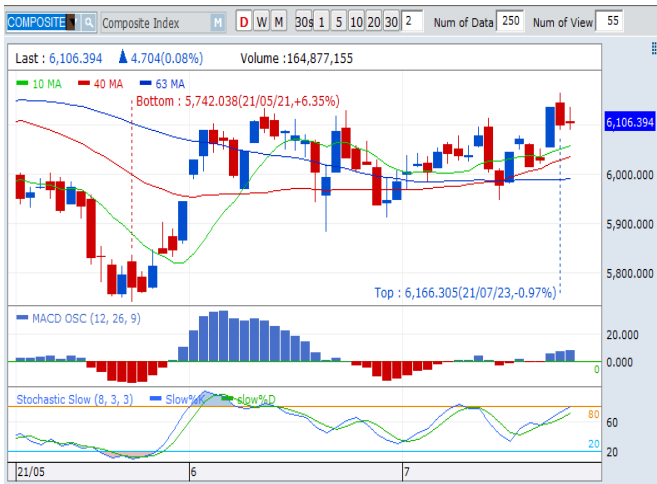 COMPOSITE Composite Index M D W M 30s 1 5 10 20 30 2 Num of Data 250 Num of View 55
Last : 6,106.394 ▲ 4.704(0.08%) Volume :164,877,155
10 MA 40 MA 63 MA
Bottom : 5,742.038(21/05/21,+6.35%)
6,106.394
6,000.000
5,900.000
5,800.000
Top : 6,166.305(21/07/23,-0.97%)
MACD OSC (12, 26, 9)
20.000
0.000
0
Stochastic Slow (8, 3, 3) Slow%K slow%D
80
60
20
20
21/05 6 7